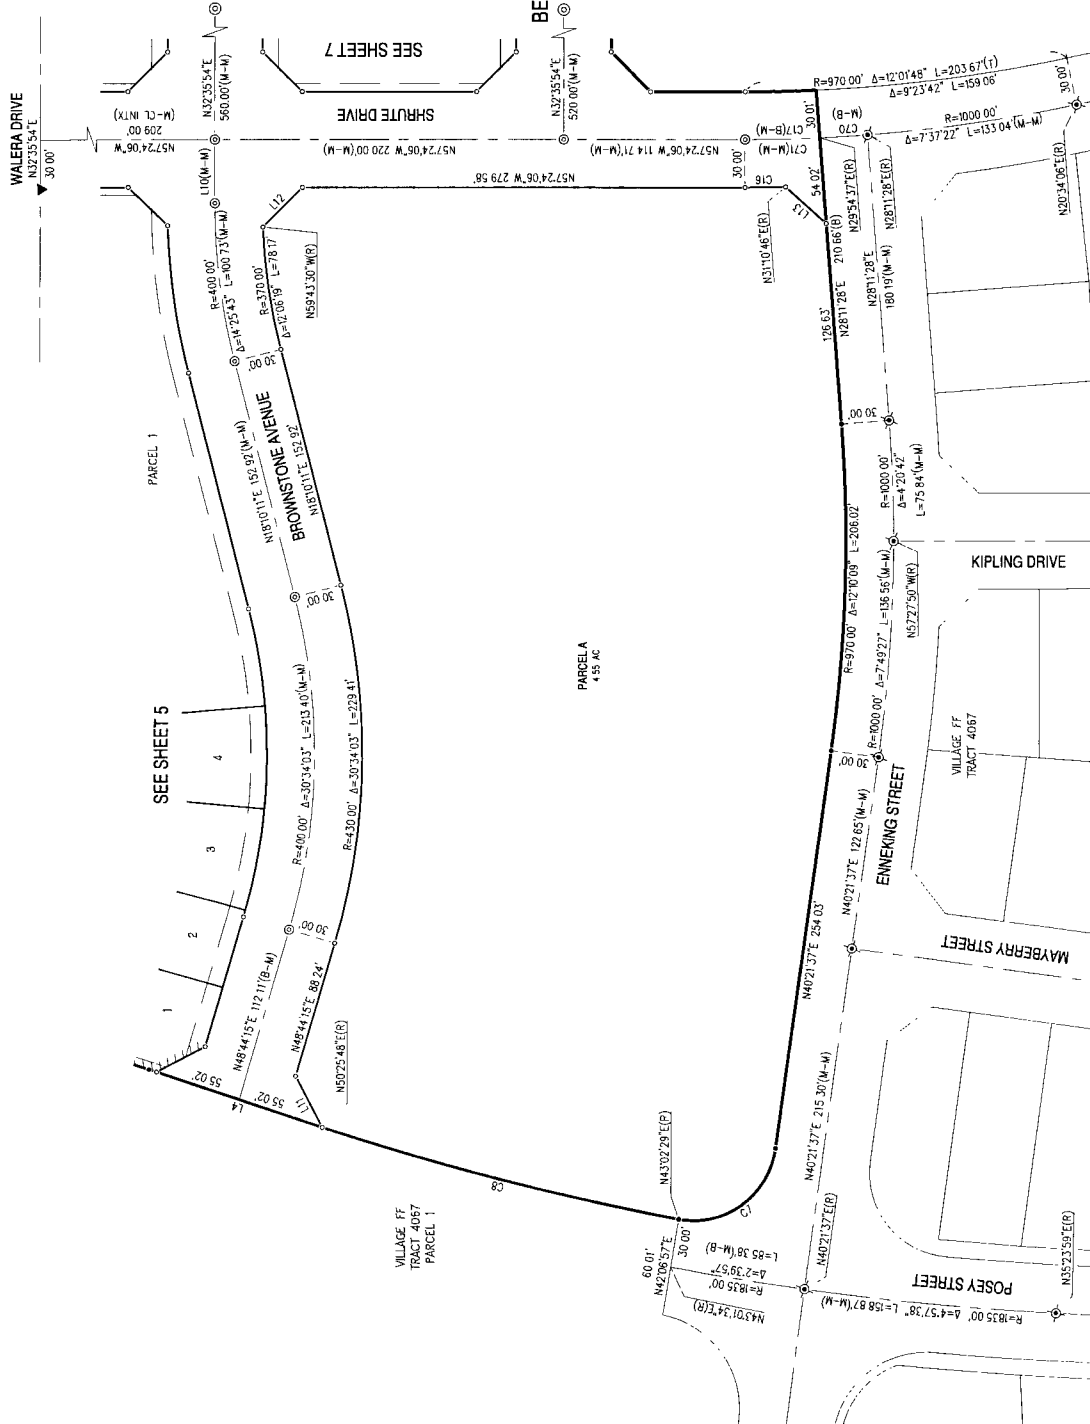 WALERA DRIVE
N32°35'54"E
30 00'
BE
SEE SHEET 7
N32°35'54"E
560.00'(M-M)
N32°35'54"E
520 00'(M-M)
(M-CL INTX)
209 00'
N57°24'06"W
SHRUTE DRIVE
N57°24'06"W 220 00'(M-M)
N57°24'06"W 114 71'(M-M)
N57°24'06"W 279 58'
C71(M-M)
C17(B-M)
30 00'
C16
30 01'
C70
(M-B)
R=970 00' Δ=12°01'48" L=203 67'(T)
Δ=9°23'42" L=159 06'
30 00'
R=1000 00'
Δ=7°37'22" L=133 04'(M-M)
N20°34'06"E(R)
L10(M-M)
L12
L13
54 02'
N31°10'46"E(R)
N29°54'37"E(R)
N28°11'28"E(R)
R=400 00'
Δ=14°25'43" L=100 73'(M-M)
R=370 00'
Δ=12°06'19" L=78 17'
N59°43'30"W(R)
30 00'
PARCEL 1
N18°10'11"E 152 92'(M-M)
BROWNSTONE AVENUE
N18°10'11"E 152 92'
30 00'
210 66'(B)
126 63'
N28°11'28"E
N28°11'28"E
180 19'(M-M)
30 00'
R=1000 00'
Δ=4°20'42"
L=75 84'(M-M)
KIPLING DRIVE
N57°27'50"W(R)
R=970 00' Δ=12°10'09" L=206.02'
R=1000 00' Δ=7°49'27" L=136 56'(M-M)
30 00'
PARCEL A
4 55 AC
SEE SHEET 5
4
3
2
1
R=400 00' Δ=30°34'03" L=213 40'(M-M)
R=430 00' Δ=30°34'03" L=229 41'
30 00'
VILLAGE FF
TRACT 4067
ENNEKING STREET
N40°21'37"E 122 65'(M-M)
N40°21'37"E 254 03'
MAYBERRY STREET
N48°44'15"E 112 11'(B-M)
N48°44'15"E 88 24'
55 02'
55 02'
L4
L11
N50°25'48"E(R)
C8
VILLAGE FF
TRACT 4067
PARCEL 1
N43°02'29"E(R)
C7
N40°21'37"E 215 30'(M-M)
N40°21'37"E(R)
60 01'
N42°06'57"E
30 00'
N43°01'34"E(R)
R=1835 00'
Δ=2°39'57"
L=85 38'(M-B)
POSEY STREET
R=1835 00' Δ=4°57'38" L=158 87'(M-M)
N35°23'59"E(R)